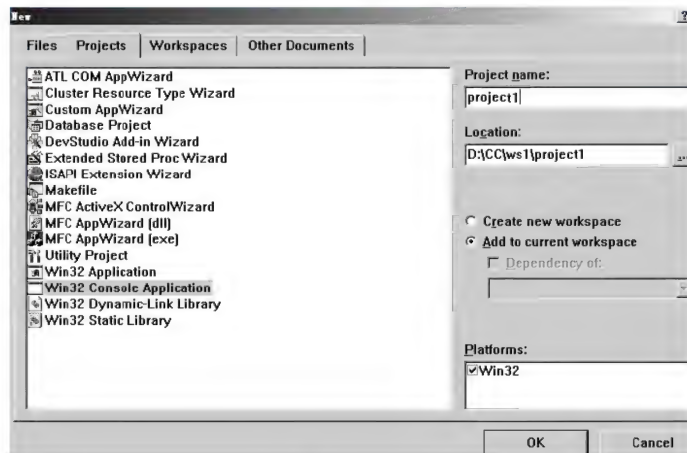 New
?
Files Projects Workspaces Other Documents
ATL COM AppWizard
Cluster Resource Type Wizard
Custom AppWizard
Database Project
DevStudio Add-in Wizard
Extended Stored Proc Wizard
ISAPI Extension Wizard
Makefile
MFC ActiveX ControlWizard
MFC AppWizard (dll)
MFC AppWizard (exe)
Utility Project
Win32 Application
Win32 Console Application
Win32 Dynamic-Link Library
Win32 Static Library
Project name:
project1
Location:
D:\CC\ws1\project1
...
Create new workspace
Add to current workspace
Dependency of:
Platforms:
Win32
OK Cancel